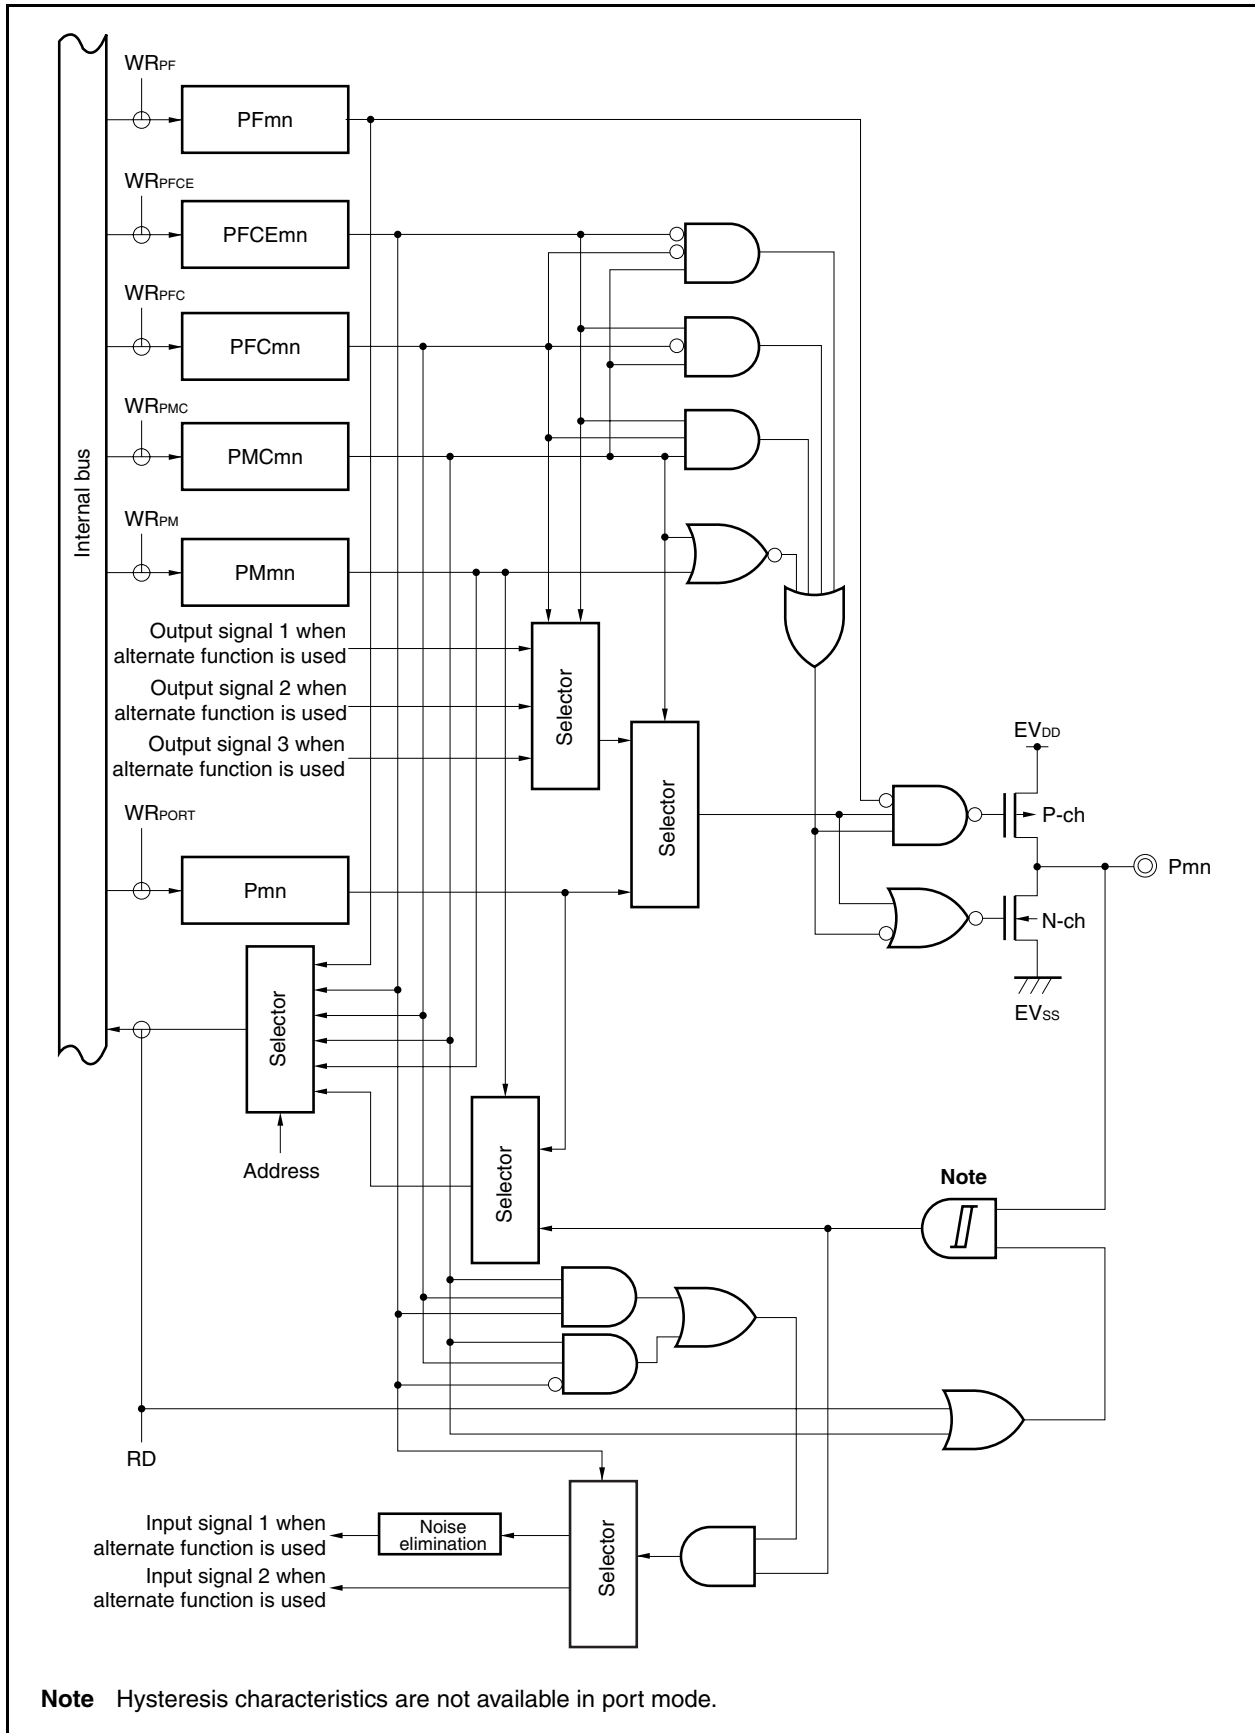 WRPF
PFmn
WRPFCE
PFCEmn
WRPFC
PFCmn
WRPMC
PMCmn
Internal bus
WRPM
PMmn
Output signal 1 when
alternate function is used
Output signal 2 when
alternate function is used
Output signal 3 when
alternate function is used
Selector
Selector
EVDD
P-ch
WRPORT
Pmn
Pmn
N-ch
EVSS
Selector
Address
Selector
Note
RD
Input signal 1 when
alternate function is used
Noise
elimination
Input signal 2 when
alternate function is used
Selector
Note Hysteresis characteristics are not available in port mode.